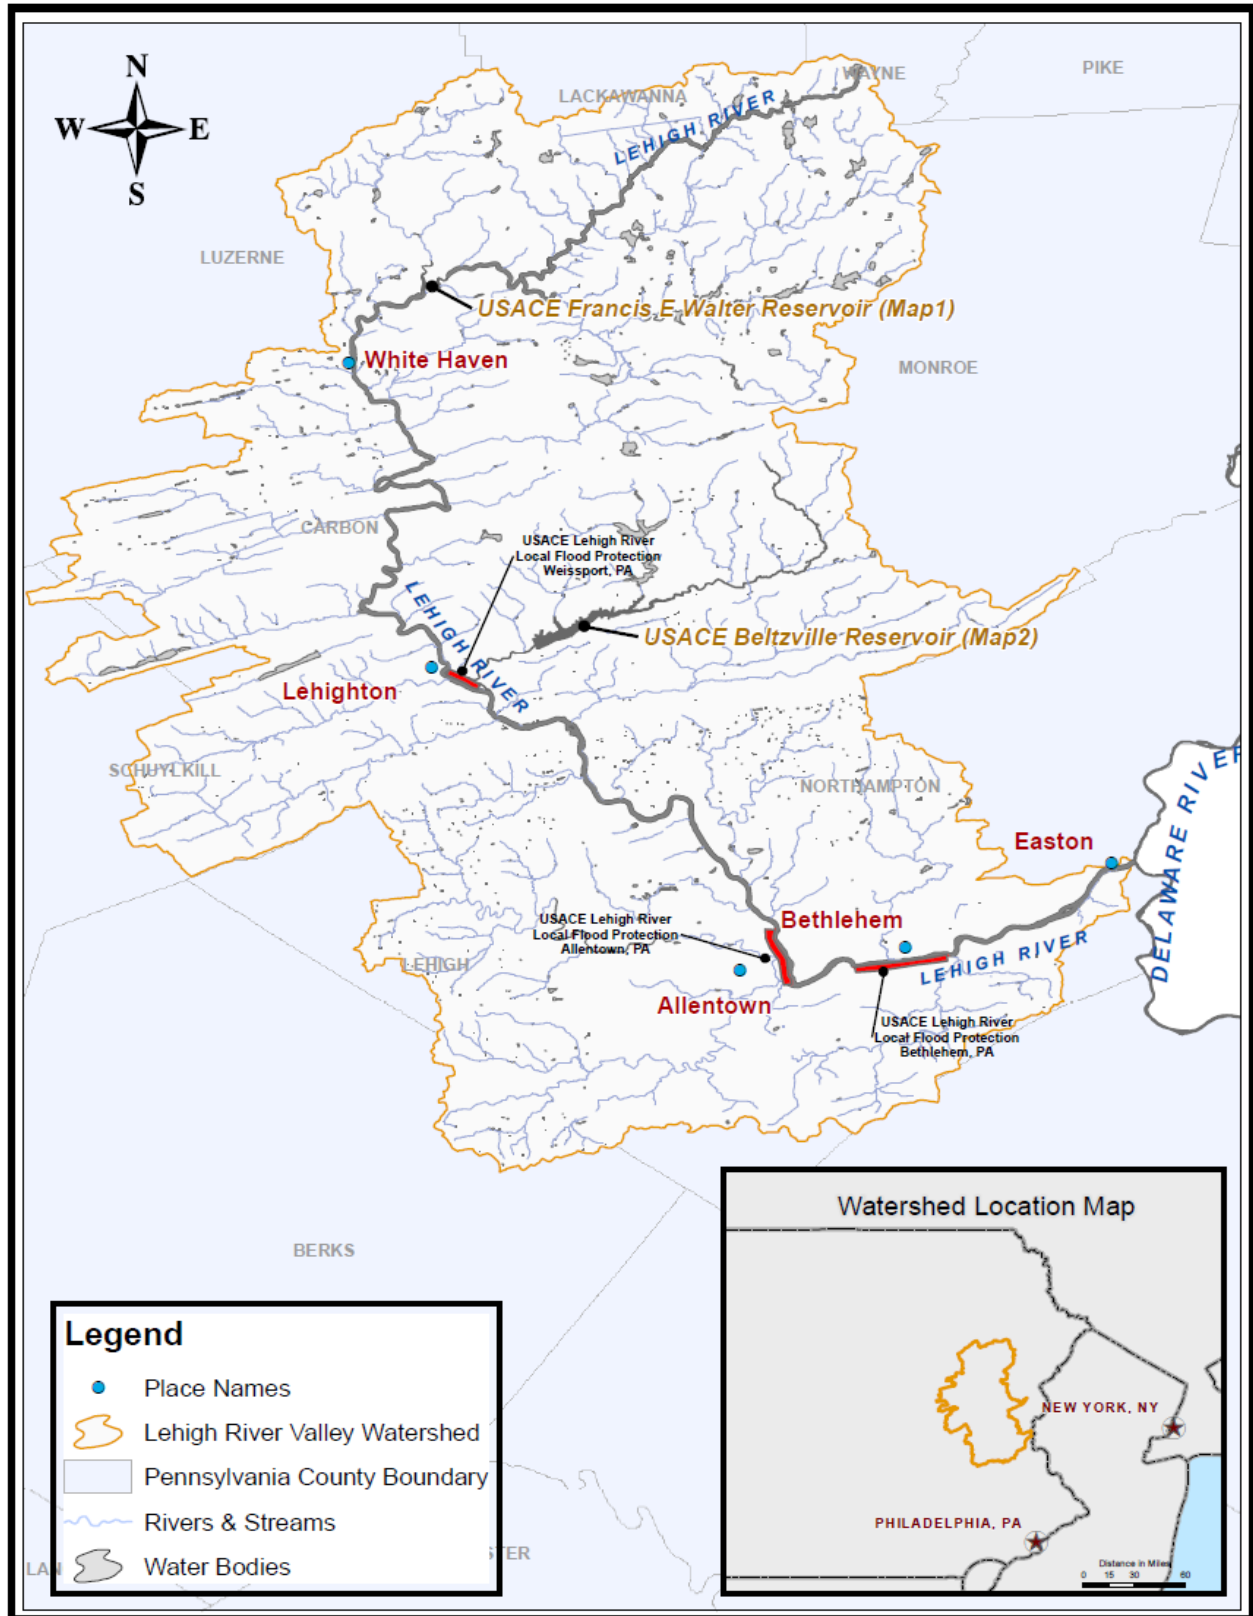 N
W
E
S
LACKAWANNA
WAYNE
PIKE
LEHIGH RIVER
LUZERNE
USACE Francis E Walter Reservoir (Map1)
White Haven
MONROE
CARBON
USACE Lehigh River
Local Flood Protection
Weissport, PA
LEHIGH RIVER
USACE Beltzville Reservoir (Map2)
Lehighton
SCHUYLKILL
NORTHAMPTON
DELAWARE RIVER
Easton
Bethlehem
USACE Lehigh River
Local Flood Protection
Allentown, PA
LEHIGH
LEHIGH RIVER
Allentown
USACE Lehigh River
Local Flood Protection
Bethlehem, PA
BERKS
Legend
Place Names
Lehigh River Valley Watershed
Pennsylvania County Boundary
Rivers & Streams
Water Bodies
LAN
STER
Watershed Location Map
NEW YORK, NY
PHILADELPHIA, PA
Distance in Miles
0 15 30 60